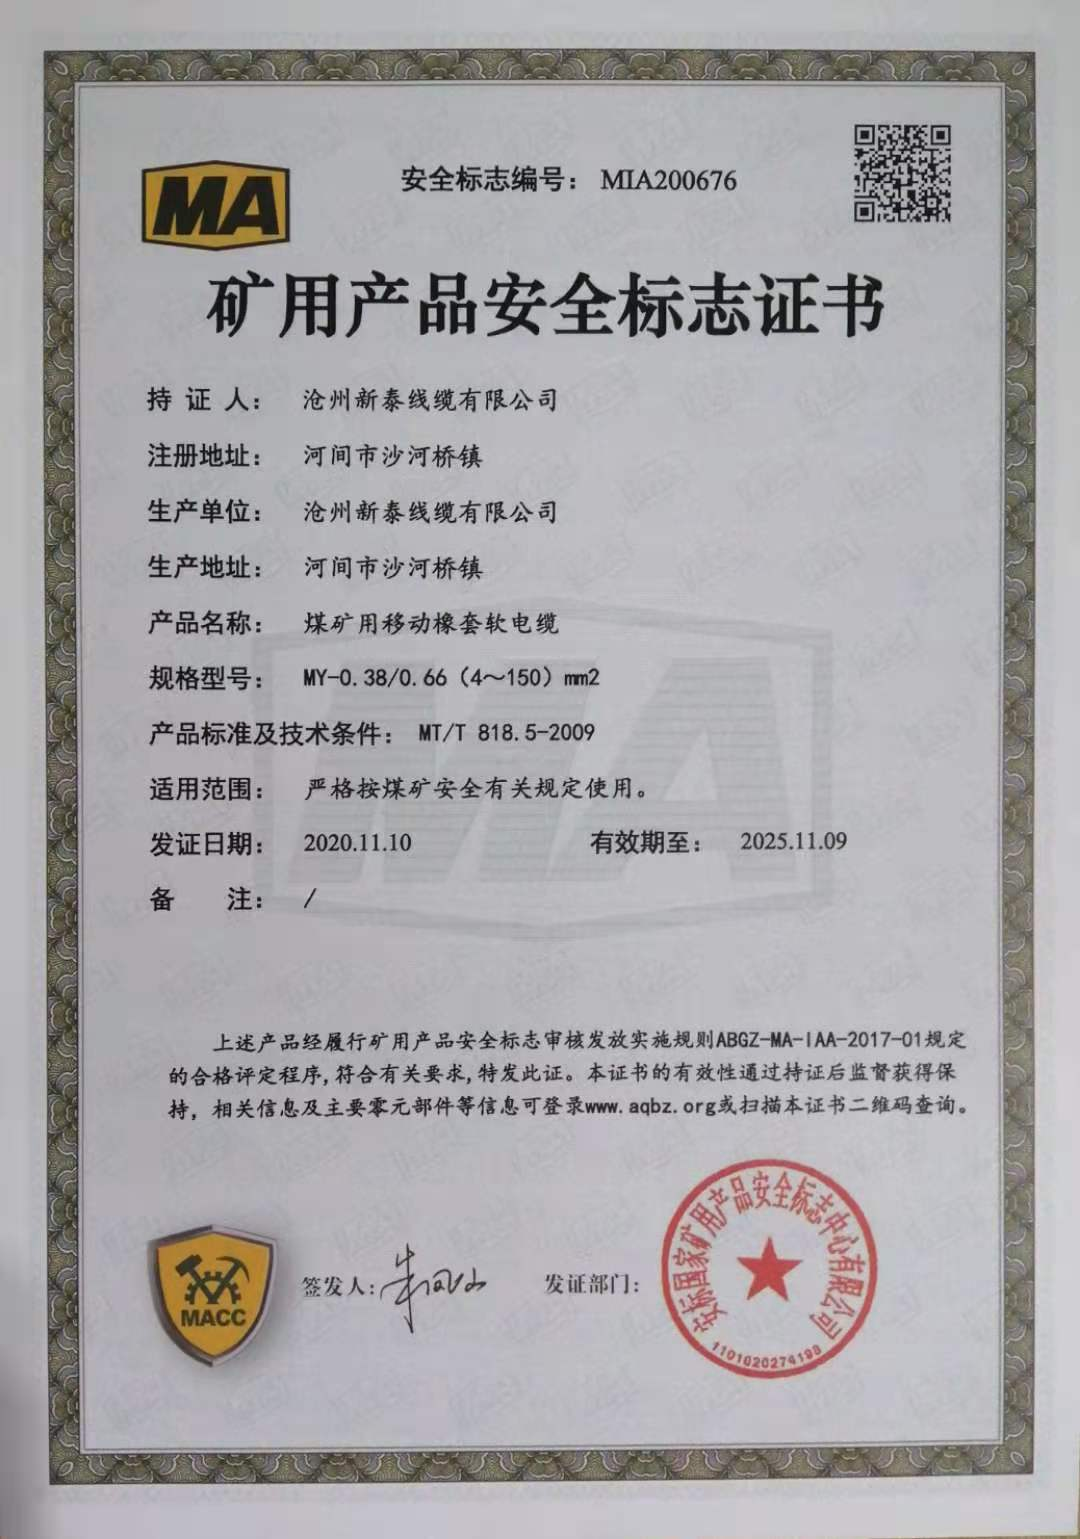 MA
安全标志编号： MIA200676
矿用产品安全标志证书
持 证 人： 沧州新泰线缆有限公司
注册地址： 河间市沙河桥镇
生产单位： 沧州新泰线缆有限公司
生产地址： 河间市沙河桥镇
产品名称： 煤矿用移动橡套软电缆
规格型号： MY-0.38/0.66（4～150）mm2
产品标准及技术条件： MT/T 818.5-2009
适用范围： 严格按煤矿安全有关规定使用。
发证日期： 2020.11.10 有效期至： 2025.11.09
备 注： /
上述产品经履行矿用产品安全标志审核发放实施规则ABGZ-MA-IAA-2017-01规定
的合格评定程序,符合有关要求,特发此证。本证书的有效性通过持证后监督获得保
持，相关信息及主要零元部件等信息可登录www.aqbz.org或扫描本证书二维码查询。
MACC
签发人:
发证部门:
安标国家矿用产品安全标志中心有限公司
1101020274198